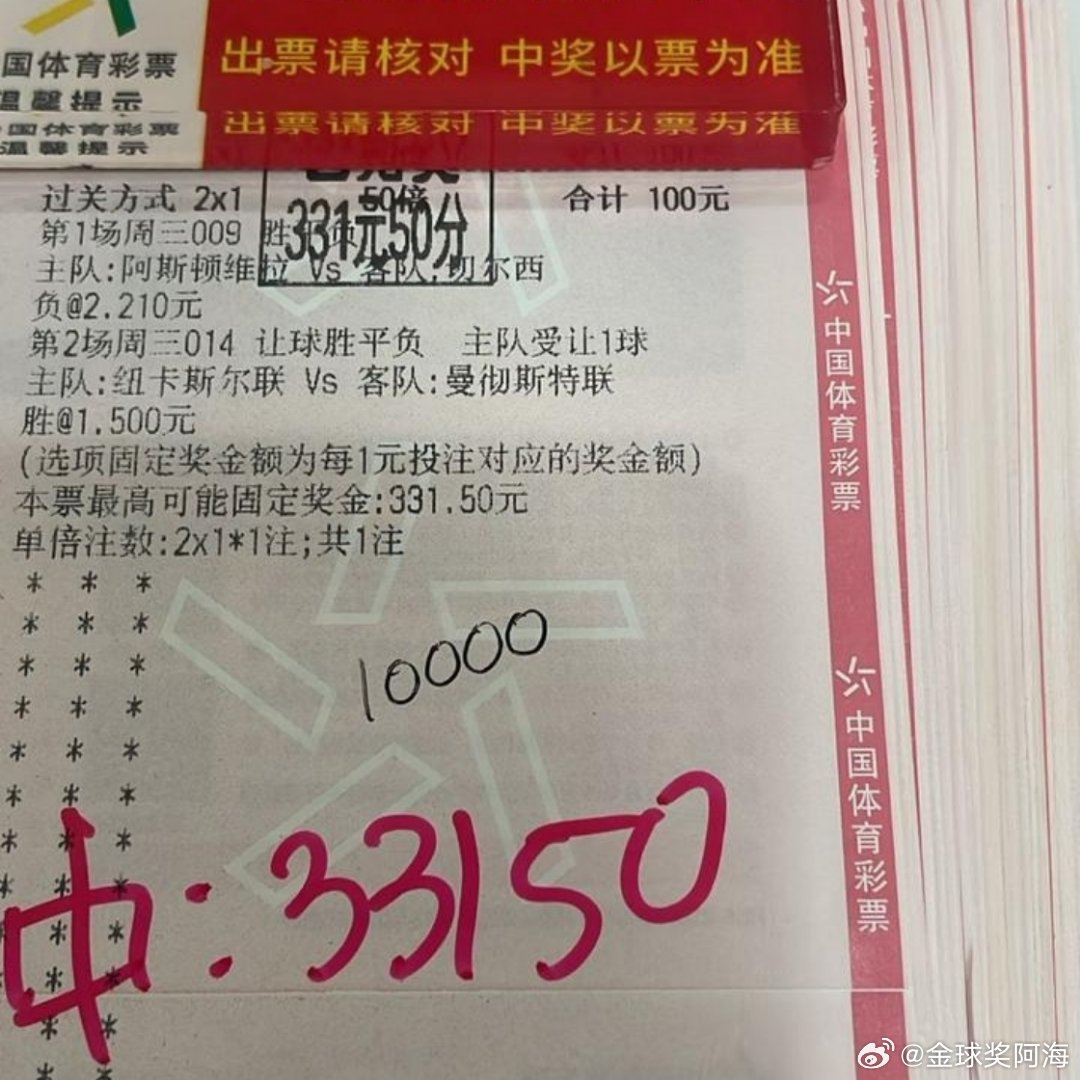 国体育彩票
温馨提示
出票请核对 中奖以票为准
国体育彩票
温馨提示
出票请核对 中奖以票为准
过关方式 2x1 50倍 合计 100元
331元50分
第1场周三009 胜平负
主队:阿斯顿维拉 Vs 客队:切尔西
负@2.210元
第2场周三014 让球胜平负 主队受让1球
主队:纽卡斯尔联 Vs 客队:曼彻斯特联
胜@1.500元
(选项固定奖金额为每1元投注对应的奖金额)
本票最高可能固定奖金:331.50元
单倍注数:2x1*1注;共1注
* * *
* * *
* * *
* * *
* * *
* * *
* * *
* * *
* * *
* * *
* * *
* * *
10000
中:33150
中国体育彩票
中国体育彩票
@金球奖阿海